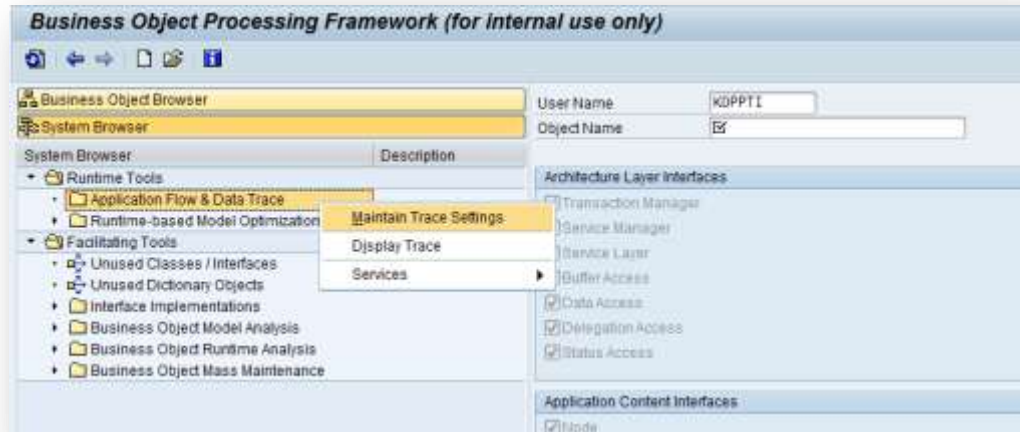 Business Object Processing Framework (for internal use only)
Business Object Browser
System Browser
System Browser Description
Runtime Tools
Application Flow & Data Trace
Runtime-based Model Optimization
Facilitating Tools
Unused Classes / Interfaces
Unused Dictionary Objects
Interface Implementations
Business Object Model Analysis
Business Object Runtime Analysis
Business Object Mass Maintenance
Maintain Trace Settings
Display Trace
Services
User Name KDPPTI
Object Name
Architecture Layer Interfaces
Transaction Manager
Service Manager
Service Layer
Buffer Access
Data Access
Delegation Access
Status Access
Application Content Interfaces
Node